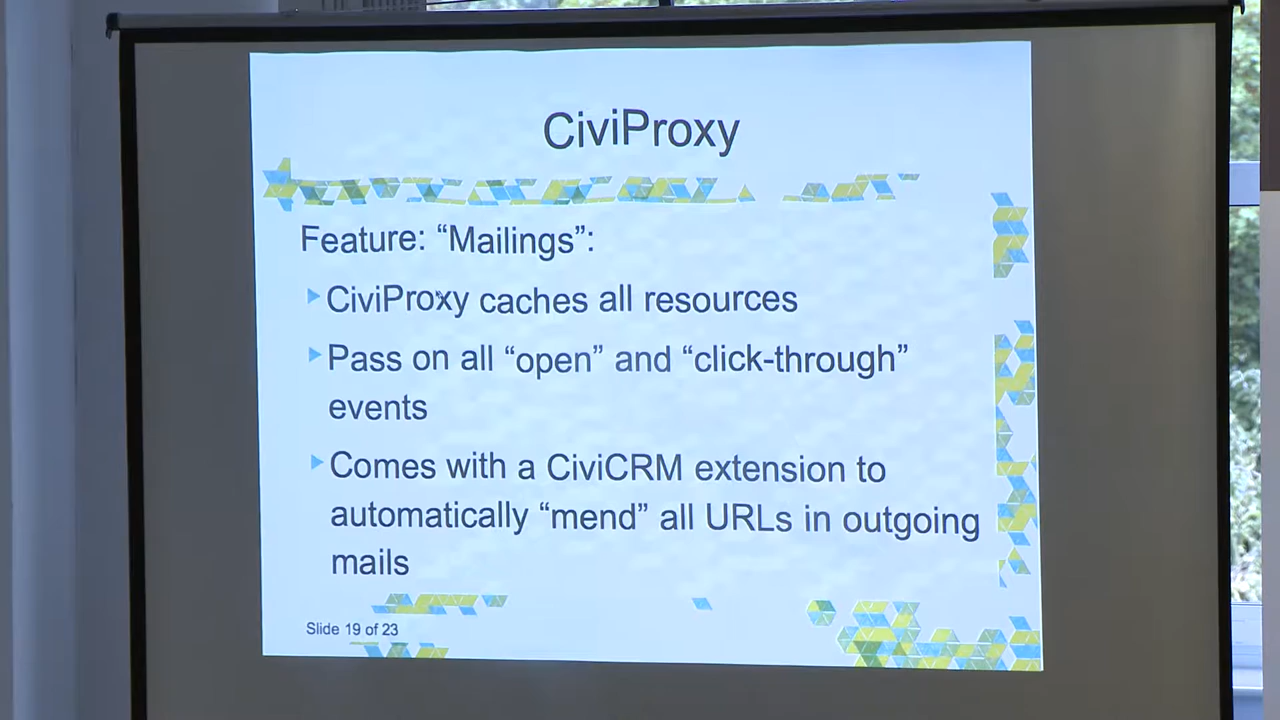 CiviProxy
Feature: “Mailings”:
CiviProxy caches all resources
Pass on all “open” and “click-through”
events
Comes with a CiviCRM extension to
automatically “mend” all URLs in outgoing
mails
Slide 19 of 23